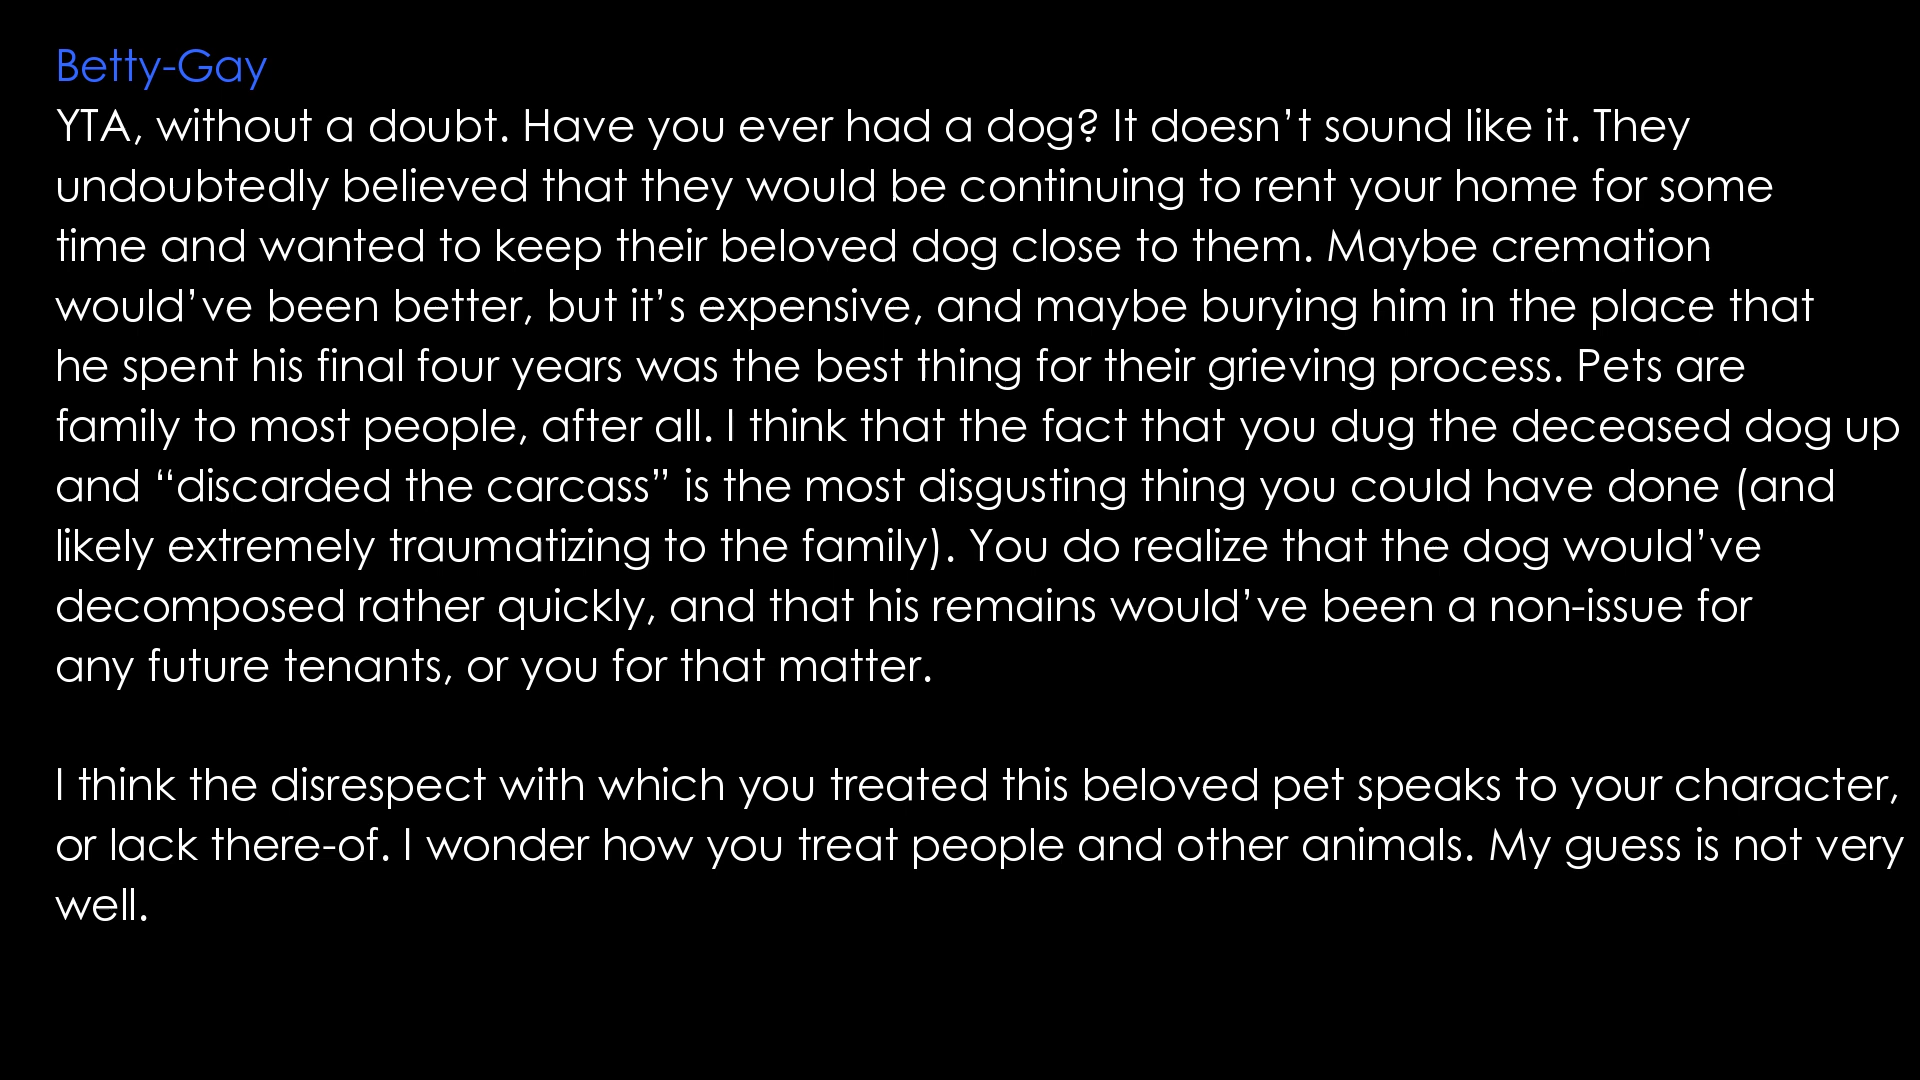 Betty-Gay
YTA, without a doubt. Have you ever had a dog? It doesn’t sound like it. They
undoubtedly believed that they would be continuing to rent your home for some
time and wanted to keep their beloved dog close to them. Maybe cremation
would’ve been better, but it’s expensive, and maybe burying him in the place that
he spent his final four years was the best thing for their grieving process. Pets are
family to most people, after all. I think that the fact that you dug the deceased dog up
and “discarded the carcass” is the most disgusting thing you could have done (and
likely extremely traumatizing to the family). You do realize that the dog would’ve
decomposed rather quickly, and that his remains would’ve been a non-issue for
any future tenants, or you for that matter.
I think the disrespect with which you treated this beloved pet speaks to your character,
or lack there-of. I wonder how you treat people and other animals. My guess is not very
well.